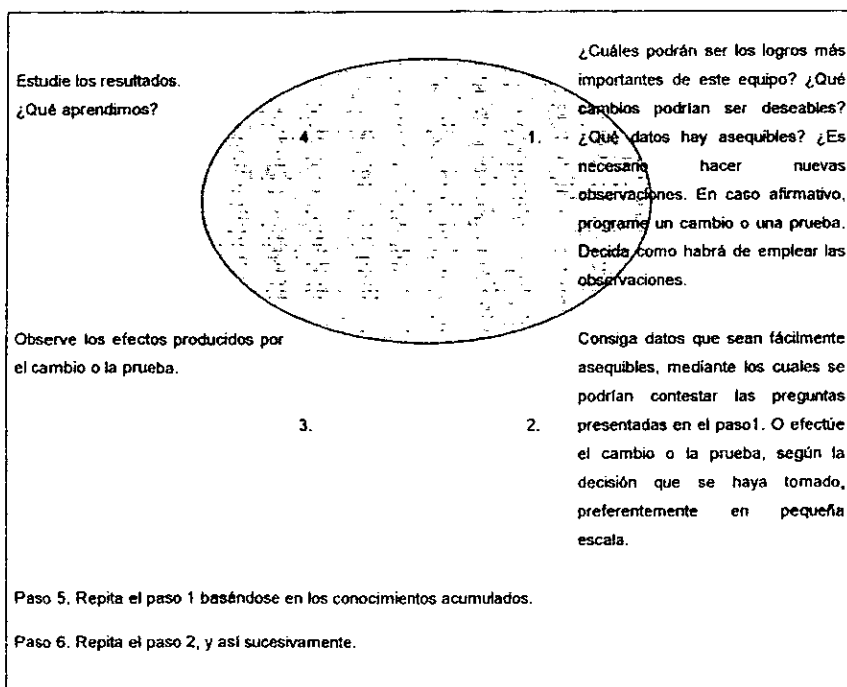 Estudie los resultados.
¿Qué aprendimos?
4.
1.
¿Cuáles podrán ser los logros más
importantes de este equipo? ¿Qué
cambios podrían ser deseables?
¿Qué datos hay asequibles? ¿Es
necesario hacer nuevas
observaciones. En caso afirmativo,
programe un cambio o una prueba.
Decida como habrá de emplear las
observaciones.
Observe los efectos producidos por
el cambio o la prueba.
3.
2.
Consiga datos que sean fácilmente
asequibles, mediante los cuales se
podrían contestar las preguntas
presentadas en el paso1. O efectúe
el cambio o la prueba, según la
decisión que se haya tomado,
preferentemente en pequeña
escala.
Paso 5. Repita el paso 1 basándose en los conocimientos acumulados.
Paso 6. Repita el paso 2, y así sucesivamente.